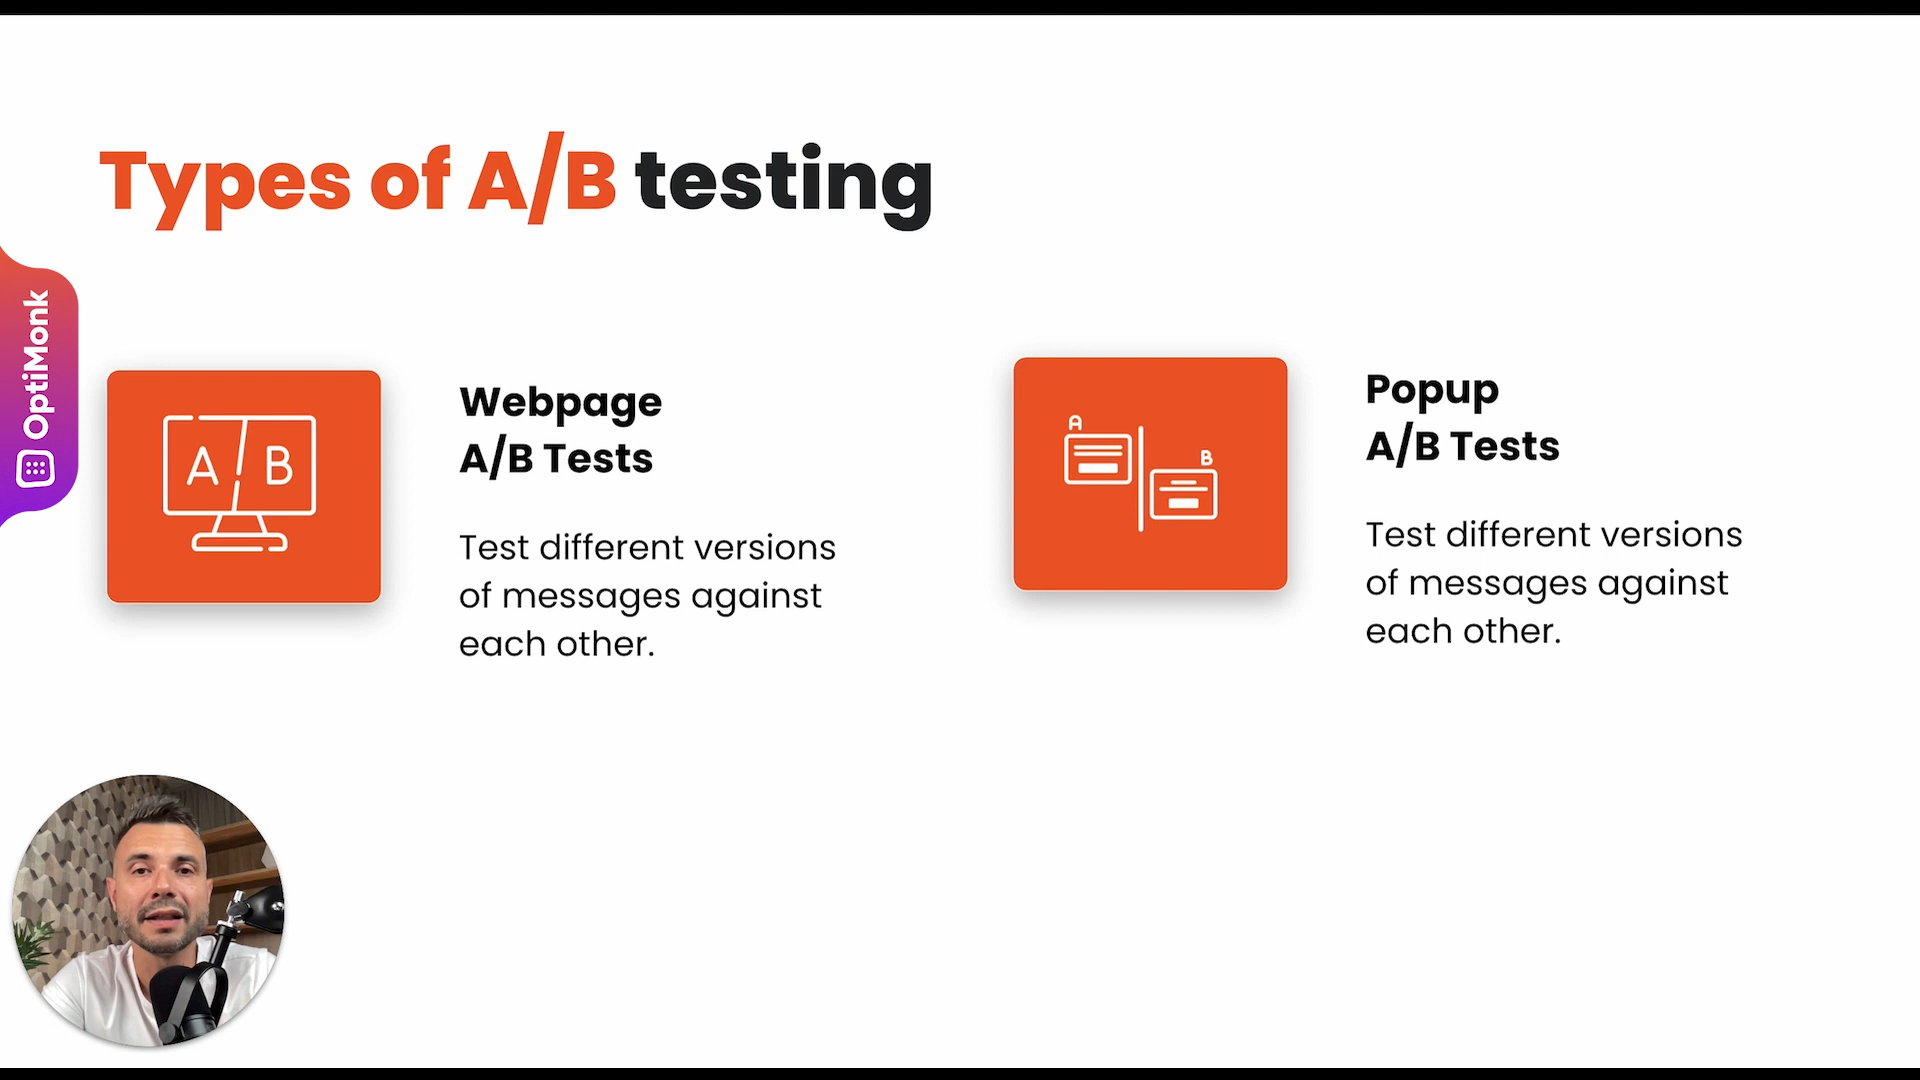 Types of A/B testing
OptiMonk
A B
Webpage
A/B Tests
Test different versions
of messages against
each other.
A
B
Popup
A/B Tests
Test different versions
of messages against
each other.